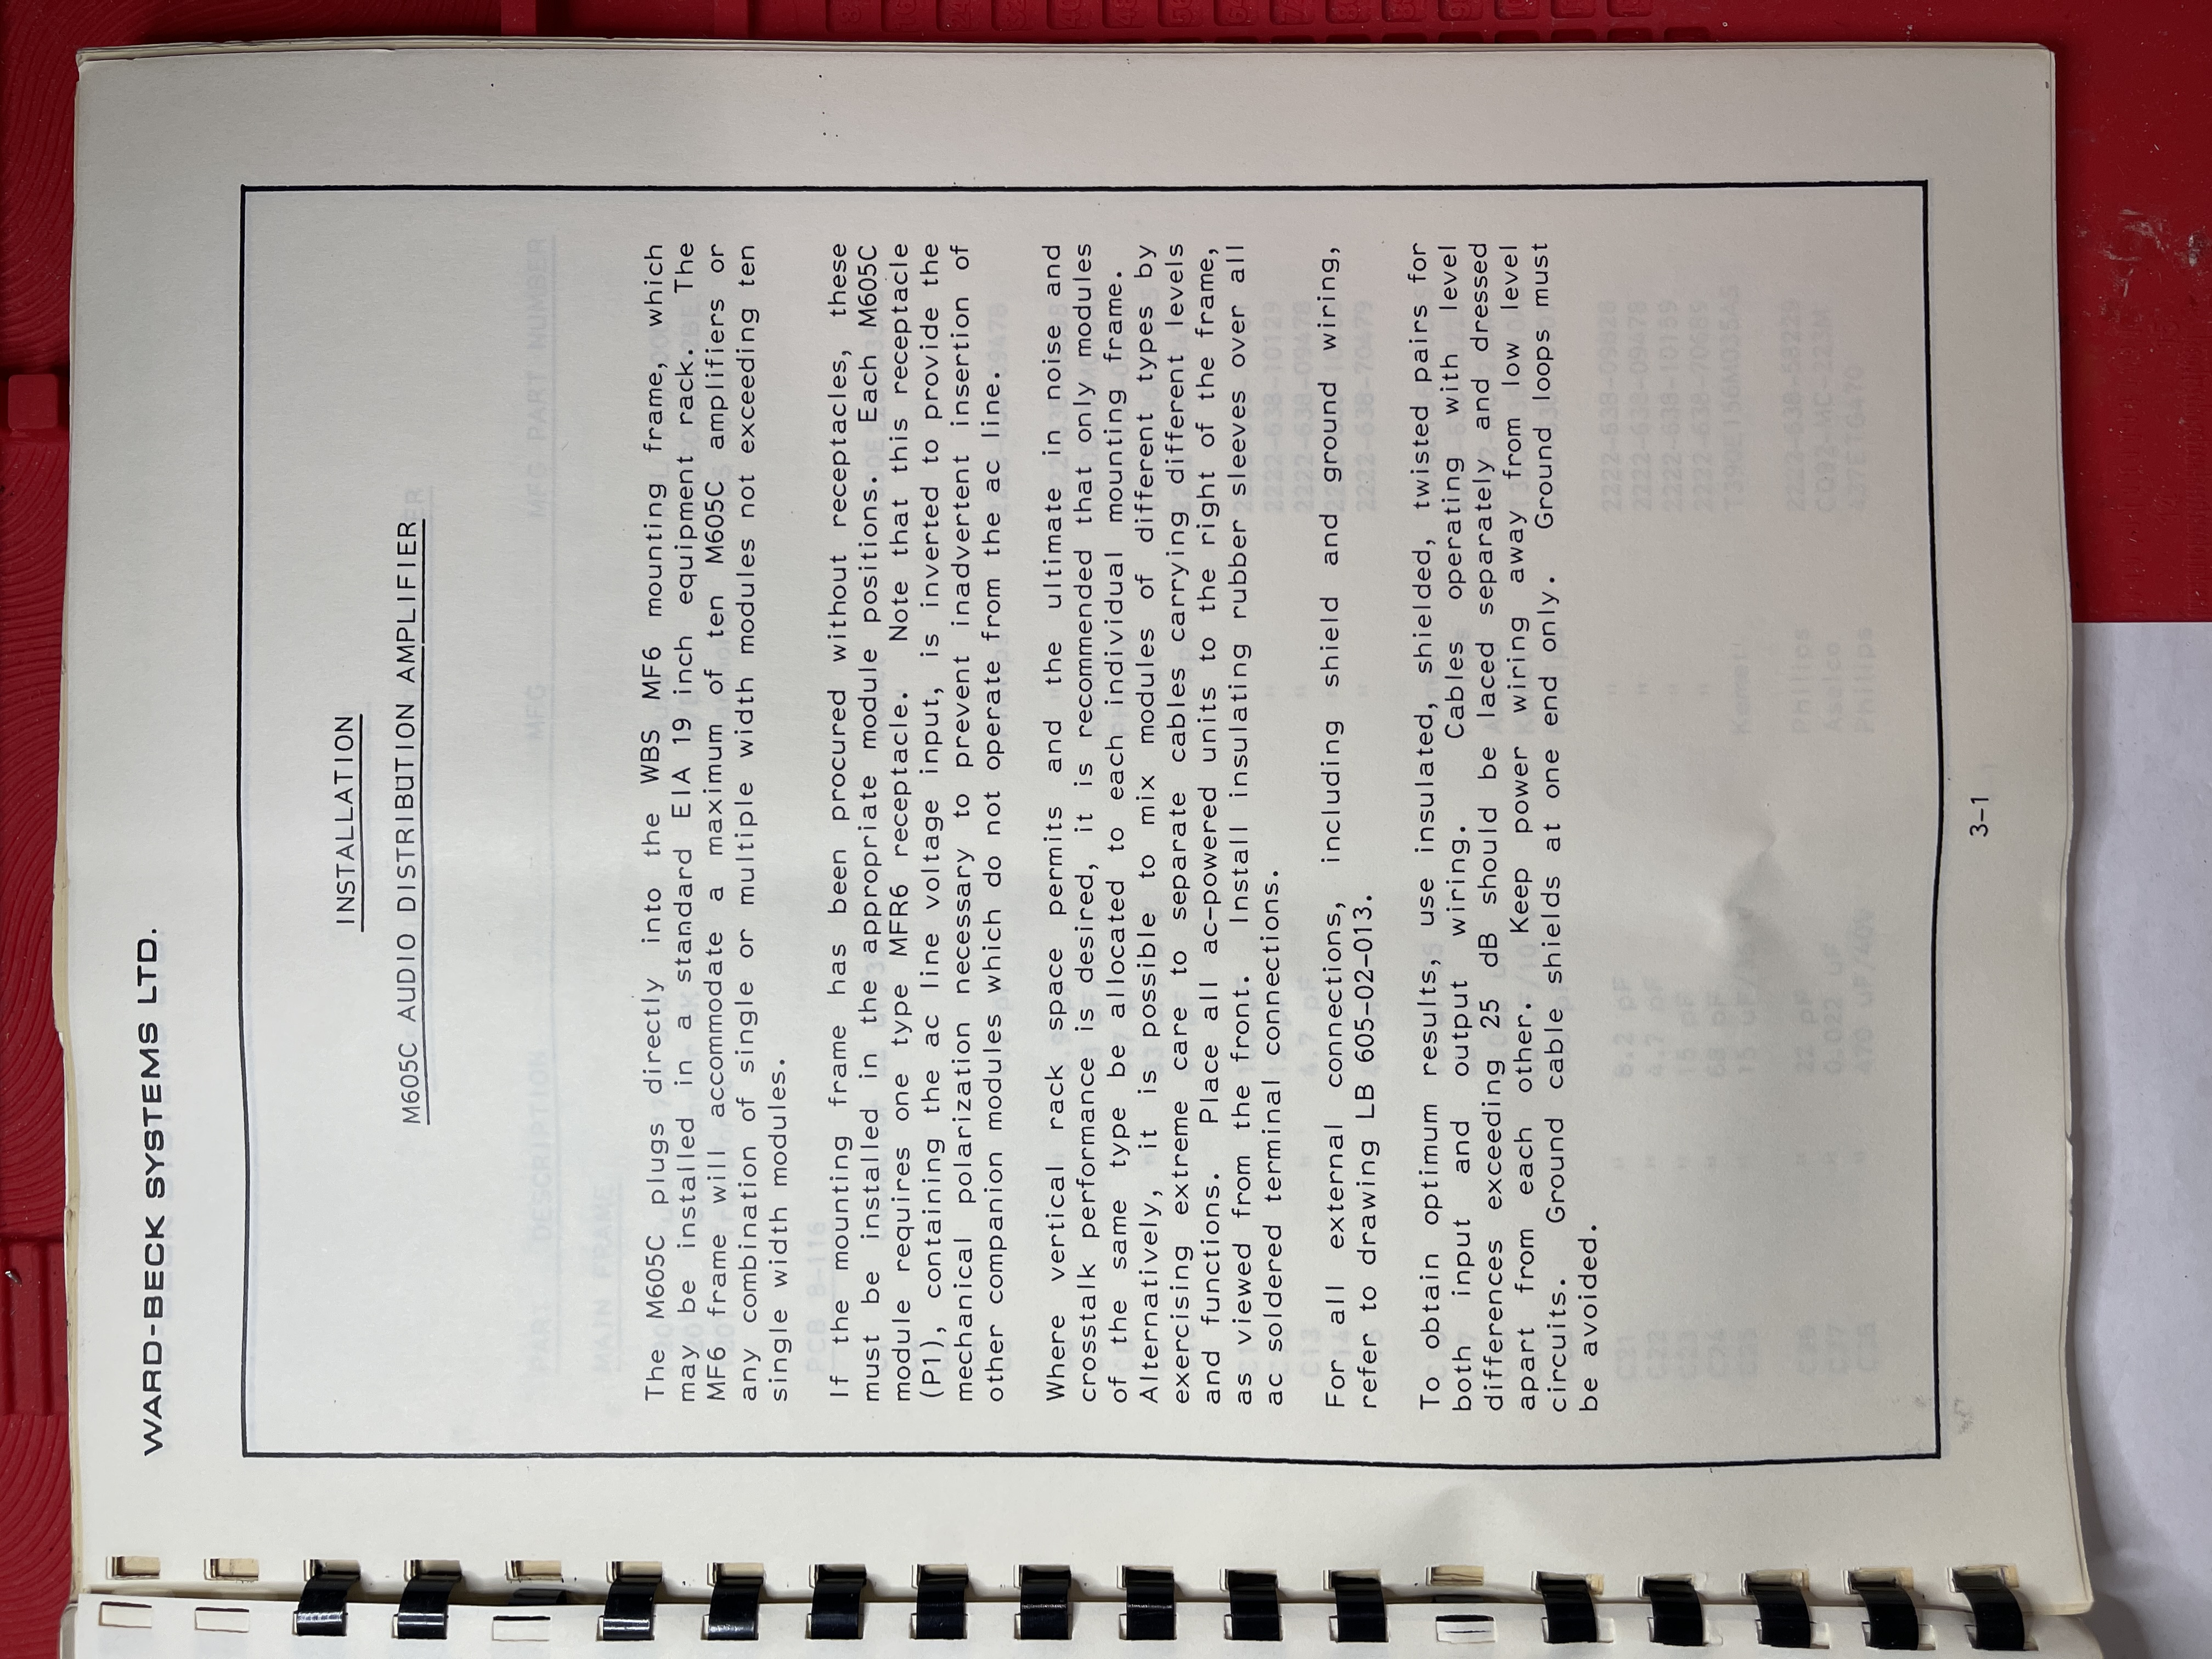 WARD-BECK SYSTEMS LTD.
INSTALLATION
M605C AUDIO DISTRIBUTION AMPLIFIER
The M605C plugs directly into the WBS MF6 mounting frame, which
may be installed in a standard EIA 19 inch equipment rack. The
MF6 frame will accommodate a maximum of ten M605C amplifiers or
any combination of single or multiple width modules not exceeding ten
single width modules.
If the mounting frame has been procured without receptacles, these
must be installed in the appropriate module positions. Each M605C
module requires one type MFR6 receptacle. Note that this receptacle
(P1), containing the ac line voltage input, is inverted to provide the
mechanical polarization necessary to prevent inadvertent insertion of
other companion modules which do not operate from the ac line.
Where vertical rack space permits and the ultimate in noise and
crosstalk performance is desired, it is recommended that only modules
of the same type be allocated to each individual mounting frame.
Alternatively, it is possible to mix modules of different types by
exercising extreme care to separate cables carrying different levels
and functions. Place all ac-powered units to the right of the frame,
as viewed from the front. Install insulating rubber sleeves over all
ac soldered terminal connections.
For all external connections, including shield and ground wiring,
refer to drawing LB 605-02-013.
To obtain optimum results, use insulated, shielded, twisted pairs for
both input and output wiring. Cables operating with level
differences exceeding 25 dB should be laced separately and dressed
apart from each other. Keep power wiring away from low level
circuits. Ground cable shields at one end only. Ground loops must
be avoided.
3-1